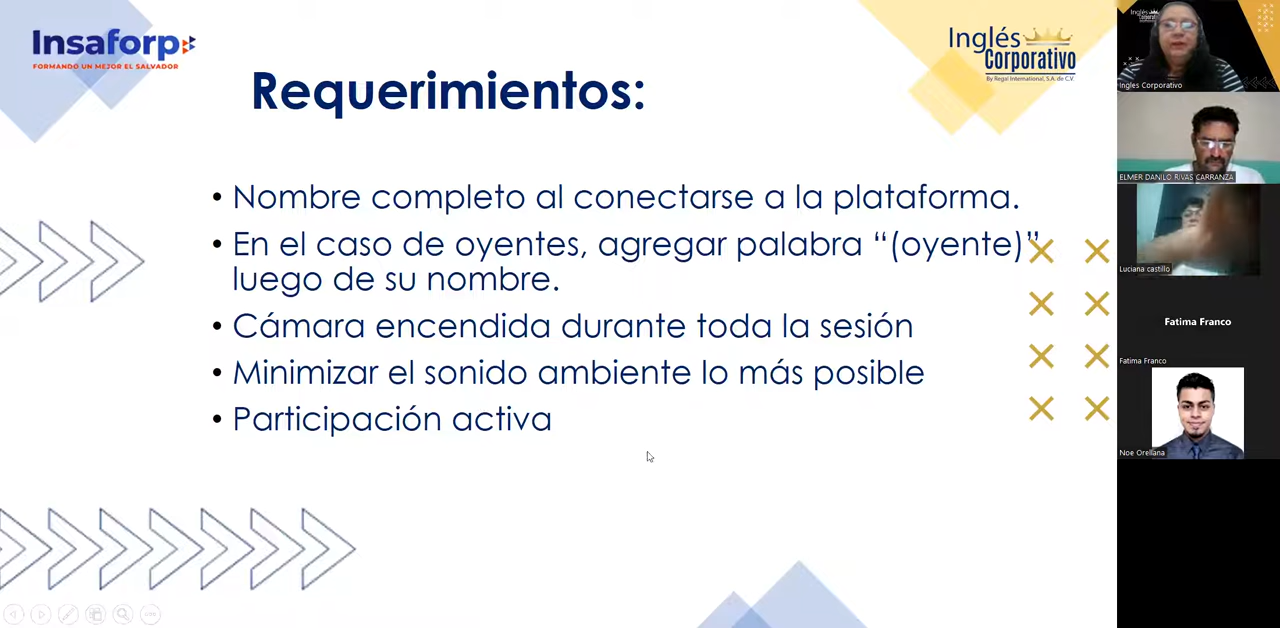 Insaforp
FORMANDO UN MEJOR EL SALVADOR
Inglés
Corporativo
By Regal International, S.A. de C.V.
Requerimientos:
• Nombre completo al conectarse a la plataforma.
• En el caso de oyentes, agregar palabra “(oyente)”
luego de su nombre.
• Cámara encendida durante toda la sesión
• Minimizar el sonido ambiente lo más posible
• Participación activa
Inglés
Ingles Corporativo
ELMER DANILO RIVAS CARRANZA
Luciana castillo
Fatima Franco
Fatima Franco
Noe Orellana